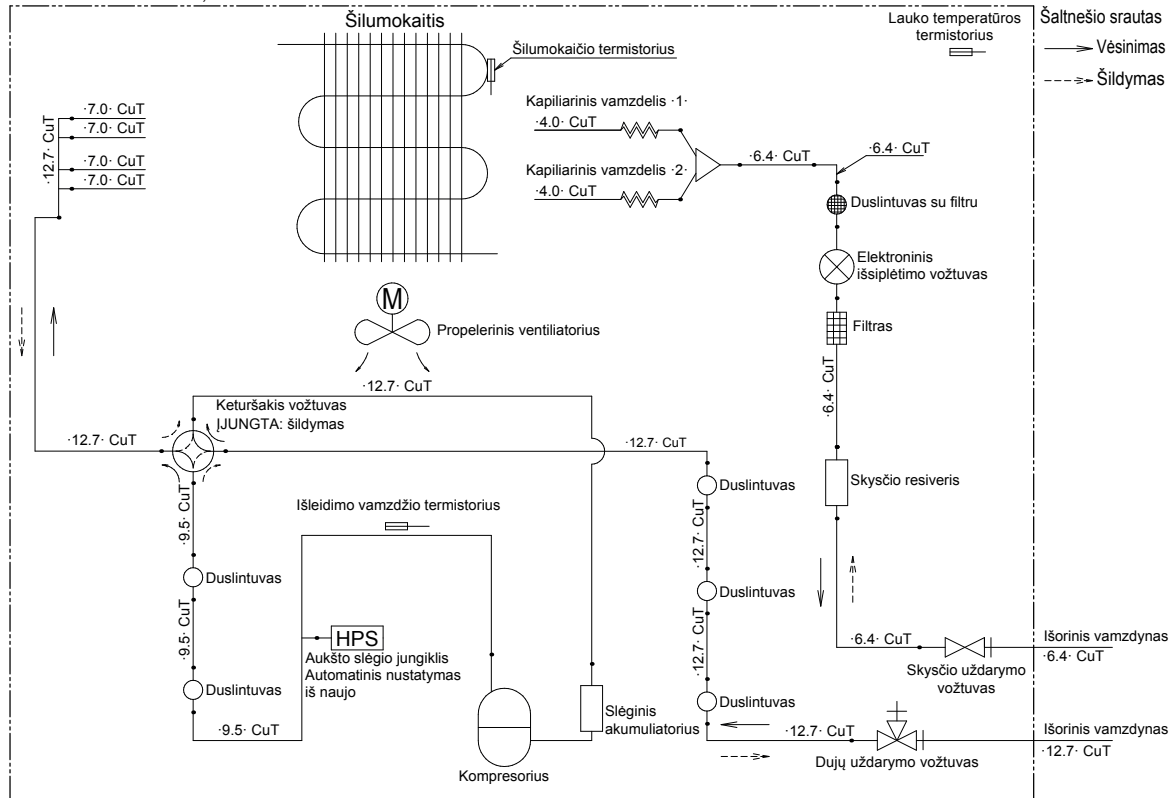 Šilumokaitis
Lauko temperatūros
termistorius
Šaltnešio srautas
Vėsinimas
Šildymas
Šilumokaičio termistorius
·7.0· CuT
·7.0· CuT
·7.0· CuT
·7.0· CuT
·12.7· CuT
Kapiliarinis vamzdelis ·1·
·4.0· CuT
Kapiliarinis vamzdelis ·2·
·4.0· CuT
·6.4· CuT
·6.4· CuT
Duslintuvas su filtru
Elektroninis
išsiplėtimo vožtuvas
Filtras
·6.4· CuT
M
Propelerinis ventiliatorius
·12.7· CuT
Keturšakis vožtuvas
ĮJUNGTA: šildymas
·12.7· CuT
·12.7· CuT
Skysčio resiveris
Duslintuvas
·9.5· CuT
Išleidimo vamzdžio termistorius
·12.7· CuT
Duslintuvas
Duslintuvas
·9.5· CuT
HPS
Aukšto slėgio jungiklis
Automatinis nustatymas
iš naujo
·12.7· CuT
·6.4· CuT
Skysčio uždarymo
vožtuvas
Išorinis vamzdynas
·6.4· CuT
Duslintuvas
Duslintuvas
·9.5· CuT
Kompresorius
Slėginis
akumuliatorius
·12.7· CuT
Dujų uždarymo vožtuvas
Išorinis vamzdynas
·12.7· CuT